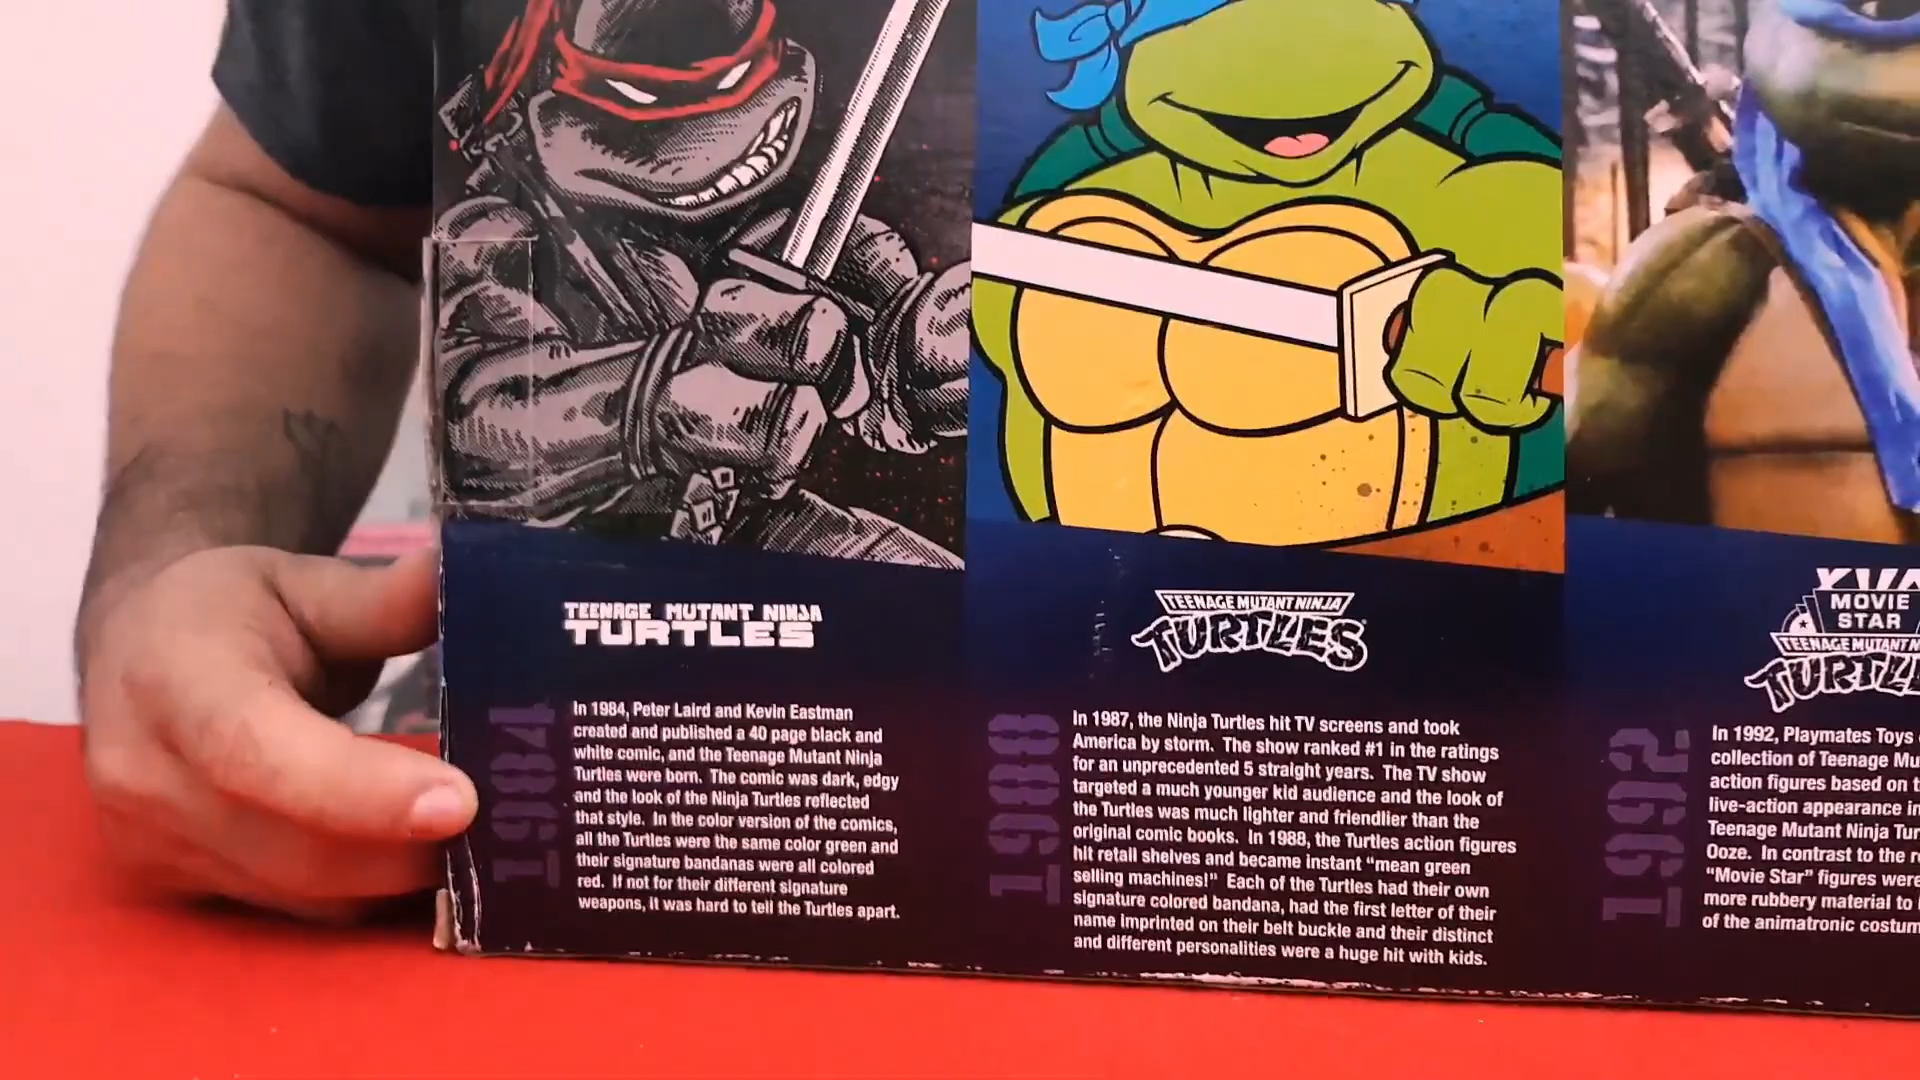 TEENAGE MUTANT NINJA
TURTLES
1984
In 1984, Peter Laird and Kevin Eastman
created and published a 40 page black and
white comic, and the Teenage Mutant Ninja
Turtles were born. The comic was dark, edgy
and the look of the Ninja Turtles reflected
that style. In the color version of the comics,
all the Turtles were the same color green and
their signature bandanas were all colored
red. If not for their different signature
weapons, it was hard to tell the Turtles apart.
TEENAGE MUTANT NINJA
TURTLES
1988
In 1987, the Ninja Turtles hit TV screens and took
America by storm. The show ranked #1 in the ratings
for an unprecedented 5 straight years. The TV show
targeted a much younger kid audience and the look of
the Turtles was much lighter and friendlier than the
original comic books. In 1988, the Turtles action figures
hit retail shelves and became instant “mean green
selling machines!” Each of the Turtles had their own
signature colored bandana, had the first letter of their
name imprinted on their belt buckle and their distinct
and different personalities were a huge hit with kids.
MOVIE
STAR
TEENAGE MUTANT
1992
In 1992, Playmates Toys
collection of Teenage
action figures based on
live-action appearance
Teenage Mutant Ninja
Ooze. In contrast to the
“Movie Star” figures were
more rubbery material to
of the animatronic